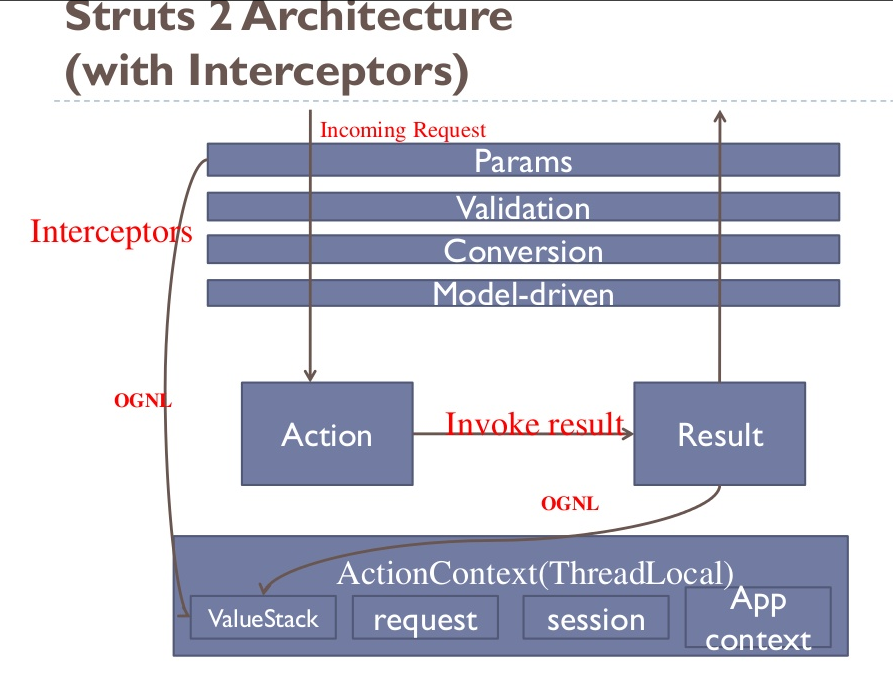 Struts 2 Architecture
(with Interceptors)
Incoming Request
Params
Validation
Interceptors
Conversion
Model-driven
OGNL
Action
Invoke result
Result
OGNL
ActionContext(ThreadLocal)
ValueStack
request
session
App
context